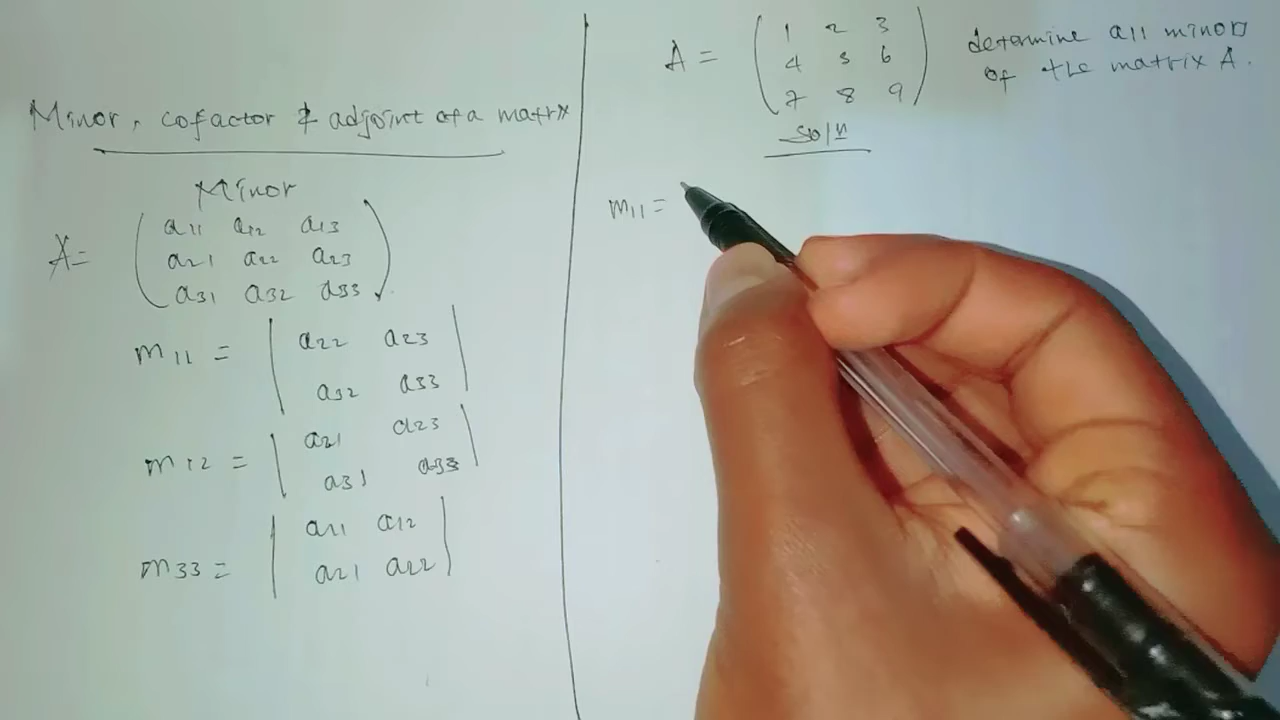 Minor, cofactor & adjoint of a matrix
Minor
A = ( a11 a12 a13
a21 a22 a23
a31 a32 a33 )
m11 = | a22 a23 |
| a32 a33 |
m12 = | a21 a23 |
| a31 a33 |
m33 = | a11 a12 |
| a21 a22 |
A = ( 1 2 3
4 5 6
7 8 9 )
determine all minor
of the matrix A.
soln
m11 =